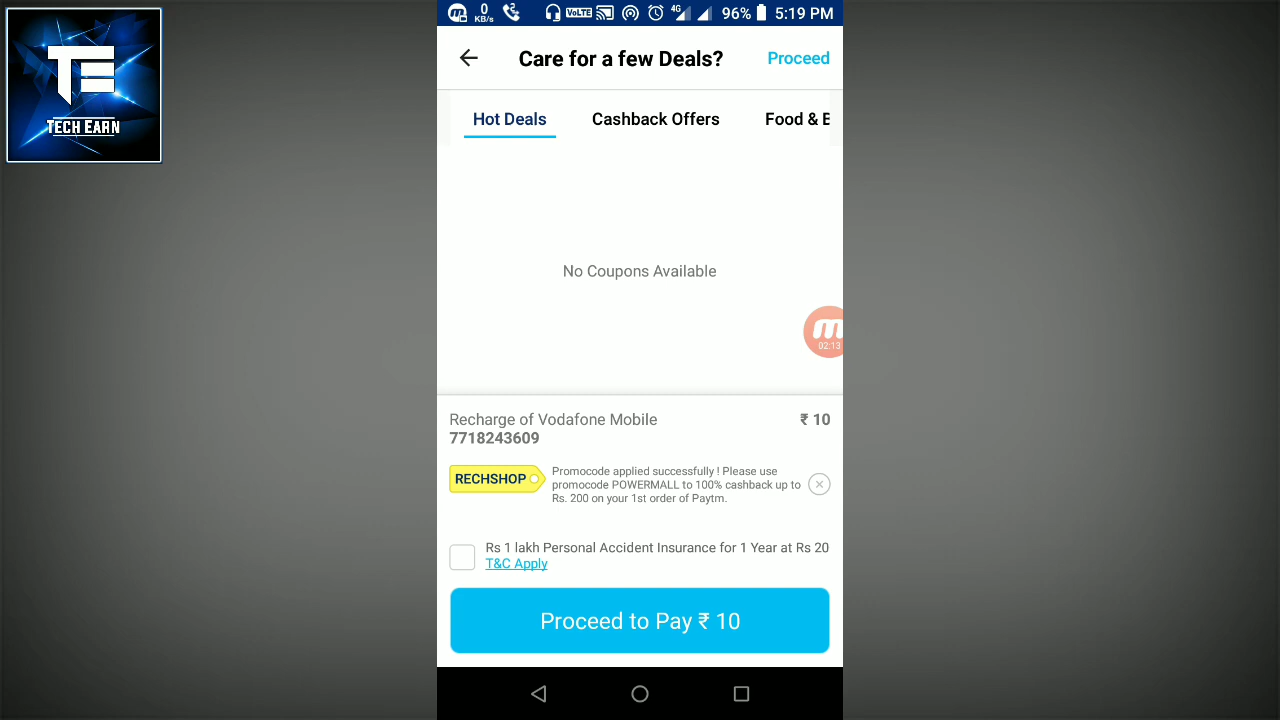 TE
TECH EARN
0
KB/s
VoLTE
4G
96%
5:19 PM
Care for a few Deals?
Proceed
Hot Deals
Cashback Offers
Food & B
No Coupons Available
m
02:13
Recharge of Vodafone Mobile
₹ 10
7718243609
RECHSHOP
Promocode applied successfully ! Please use
promocode POWERMALL to 100% cashback up to
Rs. 200 on your 1st order of Paytm.
Rs 1 lakh Personal Accident Insurance for 1 Year at Rs 20
T&C Apply
Proceed to Pay ₹ 10